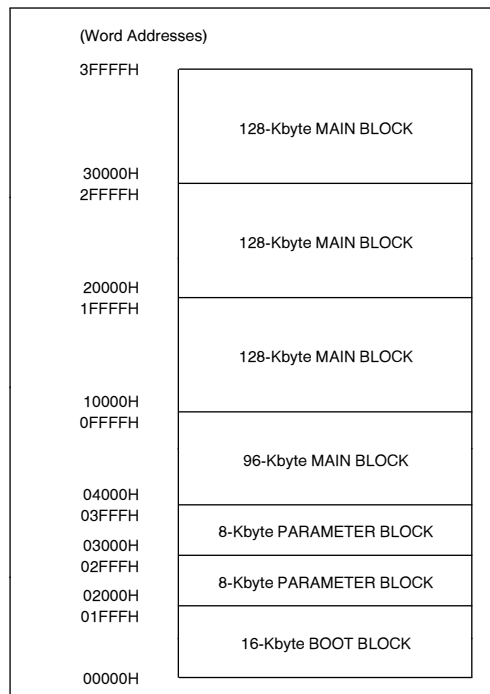 (Word Addresses)
3FFFFH
128-Kbyte MAIN BLOCK
30000H
2FFFFH
128-Kbyte MAIN BLOCK
20000H
1FFFFH
128-Kbyte MAIN BLOCK
10000H
0FFFFH
96-Kbyte MAIN BLOCK
04000H
03FFFH
8-Kbyte PARAMETER BLOCK
03000H
02FFFH
8-Kbyte PARAMETER BLOCK
02000H
01FFFH
16-Kbyte BOOT BLOCK
00000H